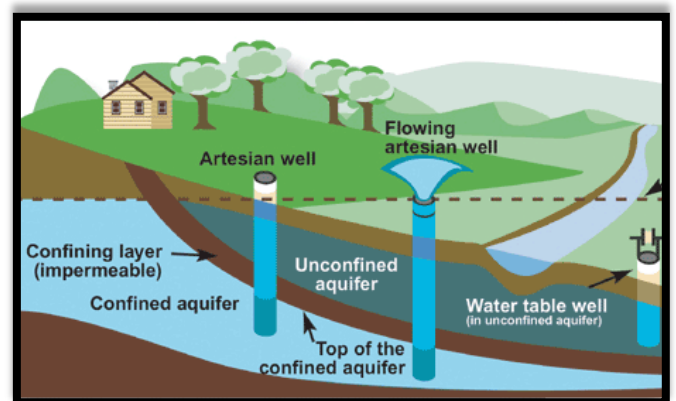 Flowing
artesian well
Artesian well
Confining layer
(impermeable)
Unconfined
aquifer
Confined aquifer
Water table well
(in unconfined aquifer)
Top of the
confined aquifer